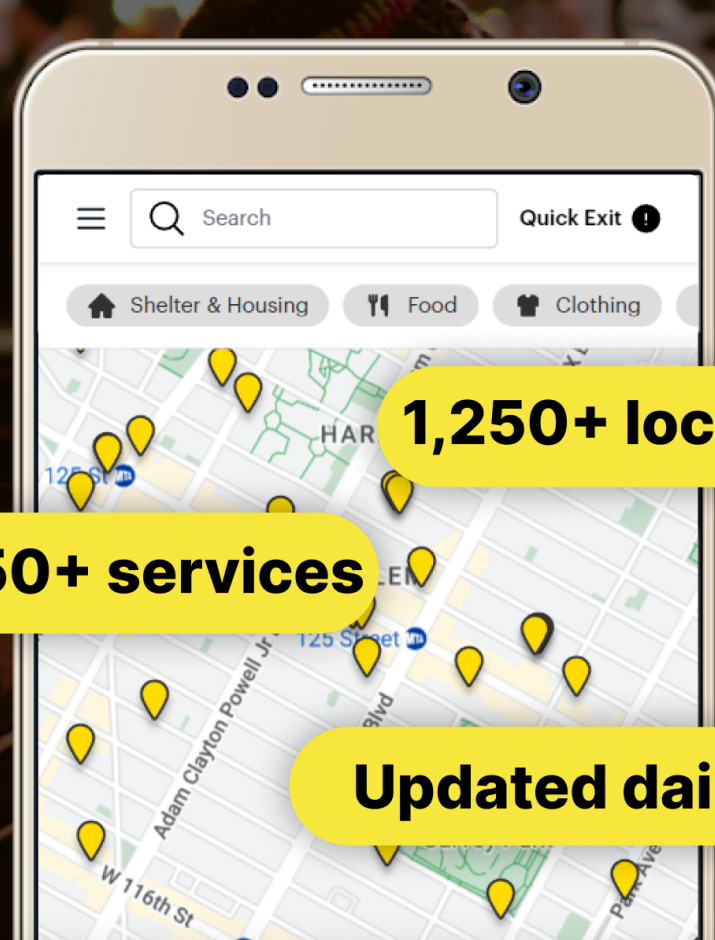 Search
Quick Exit !
Shelter & Housing Food Clothing
1,250+ loc
HAR
125 St
50+ services
LEM
125 Street
Adam Clayton Powell Jr
Blvd
Updated dai
W 116th St
Park Ave